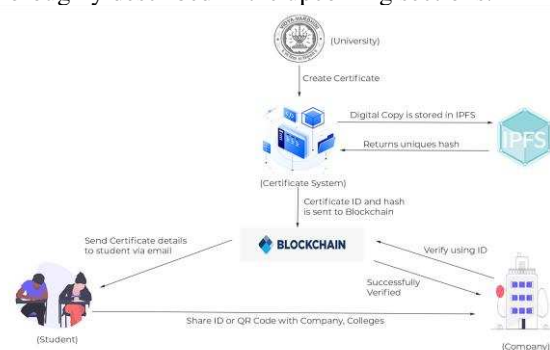 (University)
Create Certificate
Digital Copy is stored in IPFS
IPFS
Returns uniques hash
(Certificate System)
Certificate ID and hash
is sent to Blockchain
BLOCKCHAIN
Send Certificate details
to student via email
Verify using ID
Successfully
Verified
Share ID or QR Code with Company, Colleges
(Student)
(Company)